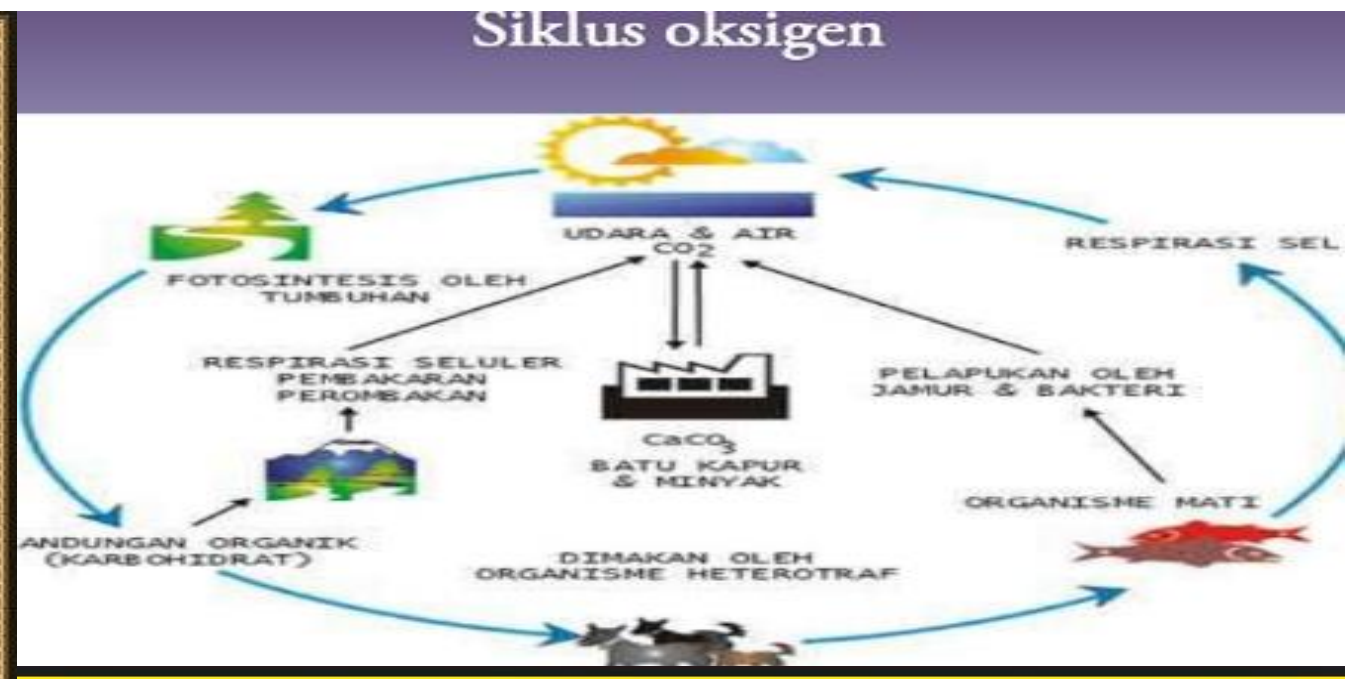 Siklus oksigen
UDARA & AIR
CO2
RESPIRASI SEL
FOTOSINTESIS OLEH
TUMBUHAN
RESPIRASI SELULER
PEMBAKARAN
PEROMBAKAN
PELAPUKAN OLEH
JAMUR & BAKTERI
CaCO3
BATU KAPUR
& MINYAK
ORGANISME MATI
ANDUNGAN ORGANIK
(KARBOHIDRAT)
DIMAKAN OLEH
ORGANISME HETEROTRAF